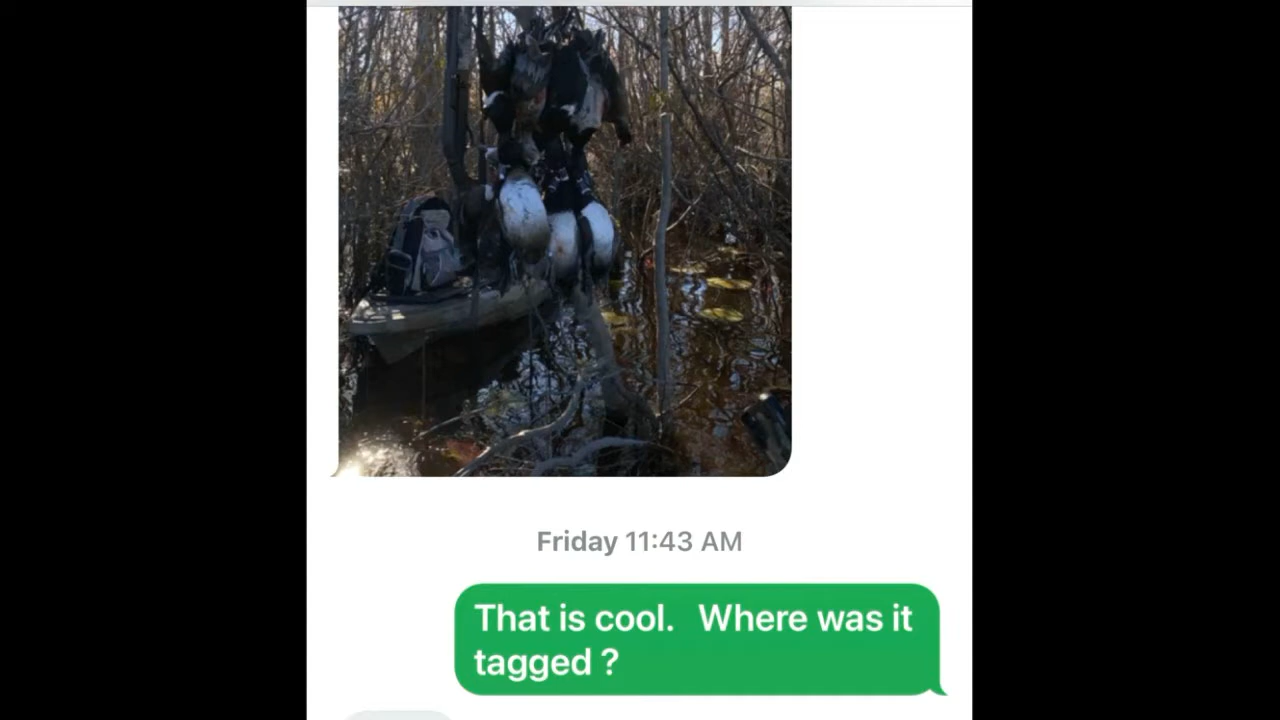 Friday 11:43 AM
That is cool.   Where was it
tagged ?